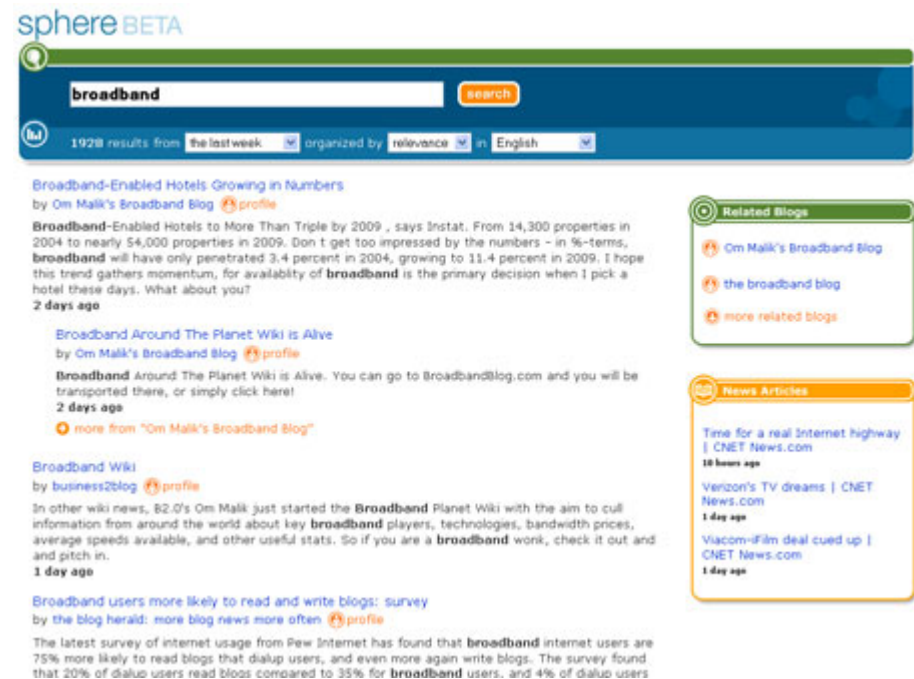 sphere BETA
broadband
search
1928 results from the last week organized by relevance in English
Broadband-Enabled Hotels Growing in Numbers
by Om Malik's Broadband Blog profile
Broadband-Enabled Hotels to More Than Triple by 2009 , says Instat. From 14,300 properties in
2004 to nearly 54,000 properties in 2009. Don t get too impressed by the numbers – in %-terms,
broadband will have only penetrated 3.4 percent in 2004, growing to 11.4 percent in 2009. I hope
this trend gathers momentum, for availablity of broadband is the primary decision when I pick a
hotel these days. What about you?
2 days ago
Broadband Around The Planet Wiki is Alive
by Om Malik's Broadband Blog profile
Broadband Around The Planet Wiki is Alive. You can go to BroadbandBlog.com and you will be
transported there, or simply click here!
2 days ago
more from "Om Malik's Broadband Blog"
Broadband Wiki
by business2blog profile
In other wiki news, B2.0's Om Malik just started the Broadband Planet Wiki with the aim to cull
information from around the world about key broadband players, technologies, bandwidth prices,
average speeds available, and other useful stats. So if you are a broadband wonk, check it out and
and pitch in.
1 day ago
Broadband users more likely to read and write blogs: survey
by the blog herald: more blog news more often profile
The latest survey of internet usage from Pew Internet has found that broadband internet users are
75% more likely to read blogs that dialup users, and even more again write blogs. The survey found
that 20% of dialup users read blogs compared to 35% for broadband users, and 4% of dialup users
Related Blogs
Om Malik's Broadband Blog
the broadband blog
more related blogs
News Articles
Time for a real Internet highway
| CNET News.com
10 hours ago
Verizon's TV dreams | CNET
News.com
1 day ago
Viacom-iFilm deal cued up |
CNET News.com
1 day ago